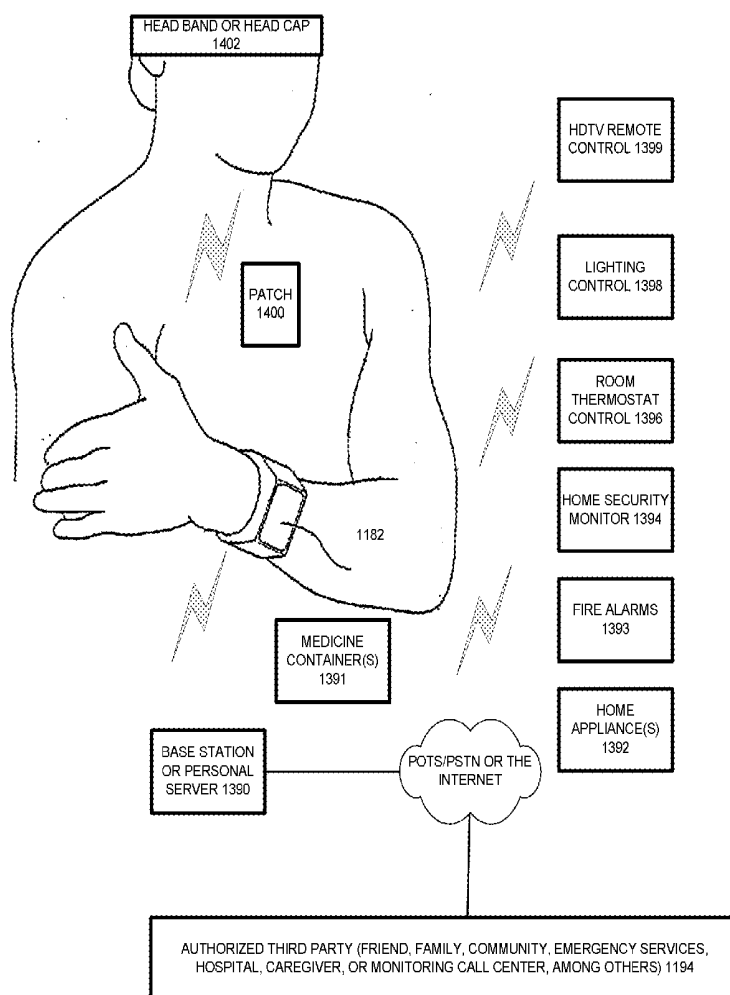 HEAD BAND OR HEAD CAP
1402
HDTV REMOTE
CONTROL 1399
PATCH
1400
LIGHTING
CONTROL 1398
ROOM
THERMOSTAT
CONTROL 1396
HOME SECURITY
MONITOR 1394
1182
FIRE ALARMS
1393
MEDICINE
CONTAINER(S)
1391
HOME
APPLIANCE(S)
1392
BASE STATION
OR PERSONAL
SERVER 1390
POTS/PSTN OR THE
INTERNET
AUTHORIZED THIRD PARTY (FRIEND, FAMILY, COMMUNITY, EMERGENCY SERVICES,
HOSPITAL, CAREGIVER, OR MONITORING CALL CENTER, AMONG OTHERS) 1194